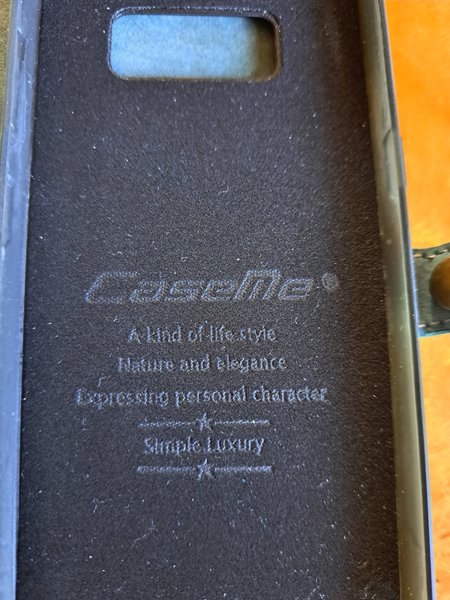 CaseMe®
A kind of life style
Nature and elegance
Expressing personal character
Simple Luxury